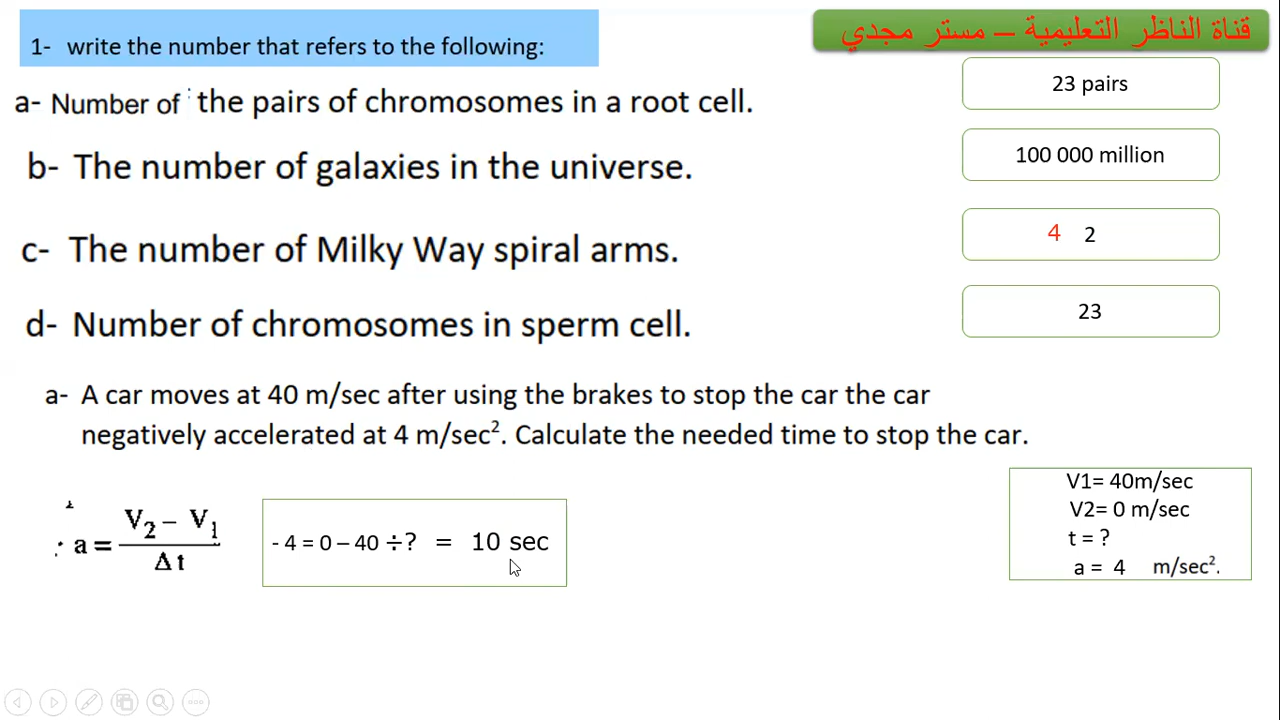 قناة الناظر التعليمية – مستر مجدي
1- write the number that refers to the following:
a- Number of the pairs of chromosomes in a root cell.
23 pairs
b- The number of galaxies in the universe.
100 000 million
c- The number of Milky Way spiral arms.
4 2
d- Number of chromosomes in sperm cell.
23
a- A car moves at 40 m/sec after using the brakes to stop the car the car
negatively accelerated at 4 m/sec². Calculate the needed time to stop the car.
∴ a = (V₂ – V₁) / Δt
- 4 = 0 – 40 ÷ ? = 10 sec
V1= 40m/sec
V2= 0 m/sec
t = ?
a = 4 m/sec².